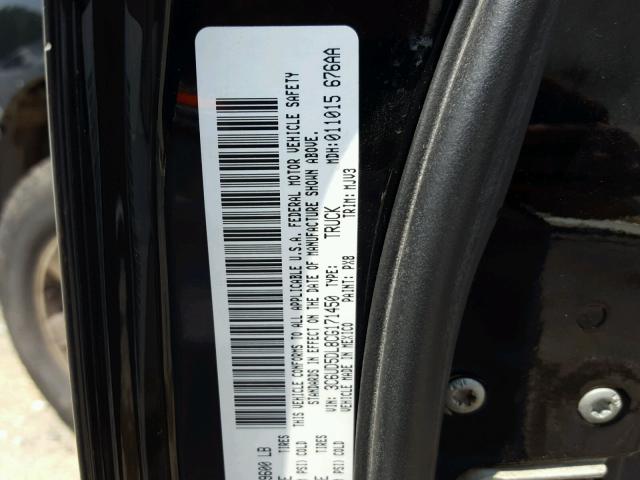 9600 LB
TIRES
PSI) COLD
TIRES
PSI) COLD
THIS VEHICLE CONFORMS TO ALL APPLICABLE U.S.A. FEDERAL MOTOR VEHICLE SAFETY
STANDARDS IN EFFECT ON THE DATE OF MANUFACTURE SHOWN ABOVE.
VIN: 3C6UD5DL8CG171450 TYPE: TRUCK MDH:011015 676AA
VEHICLE MADE IN MEXICO PAINT: PX8 TRIM: MJV3